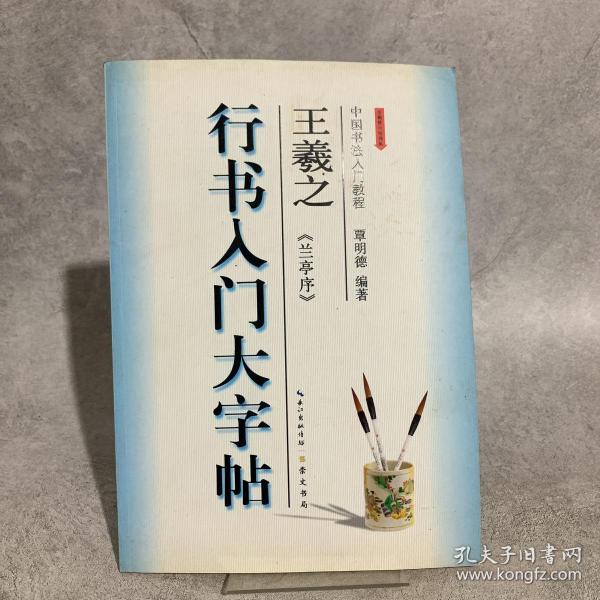 中国书法入门教程 覃明德 编著
王羲之《兰亭序》
行书入门大字帖
长江出版传媒
崇文书局
孔夫子旧书网
www.kongfz.com